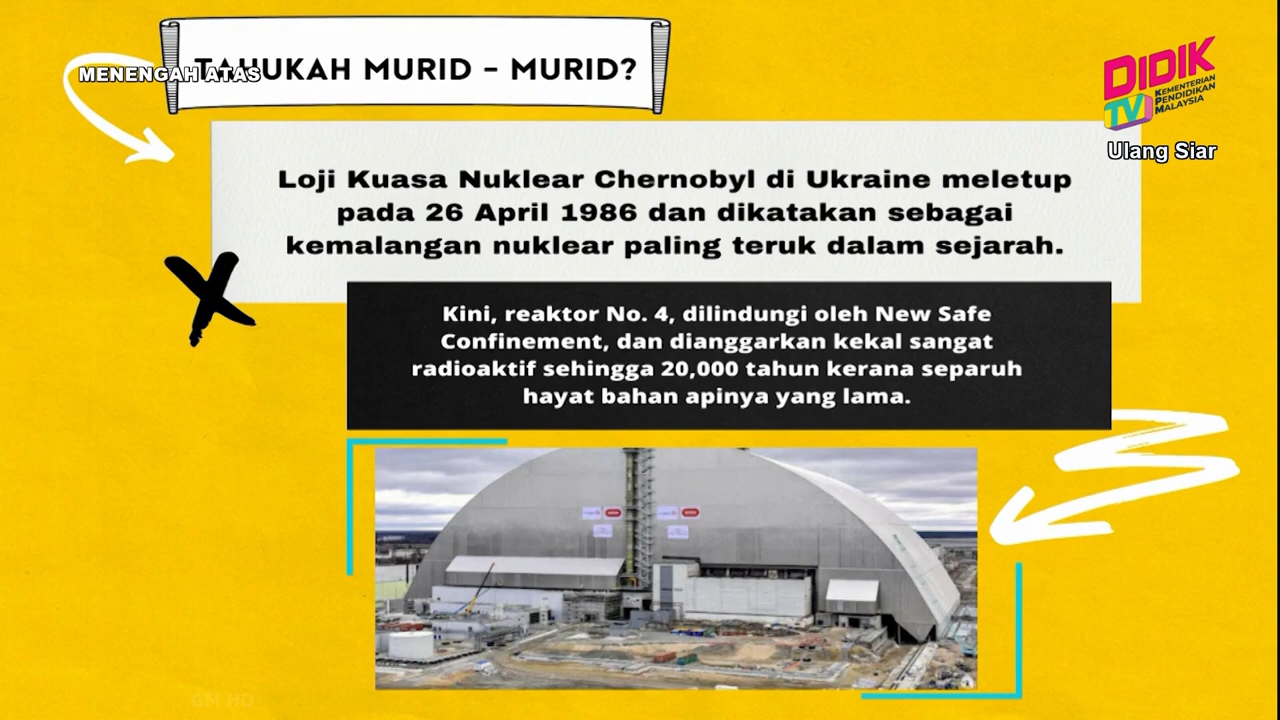 TAHUKAH MURID - MURID?
MENENGAH ATAS
DIDIK
TV
KEMENTERIAN
PENDIDIKAN
MALAYSIA
Ulang Siar
Loji Kuasa Nuklear Chernobyl di Ukraine meletup
pada 26 April 1986 dan dikatakan sebagai
kemalangan nuklear paling teruk dalam sejarah.
Kini, reaktor No. 4, dilindungi oleh New Safe
Confinement, dan dianggarkan kekal sangat
radioaktif sehingga 20,000 tahun kerana separuh
hayat bahan apinya yang lama.